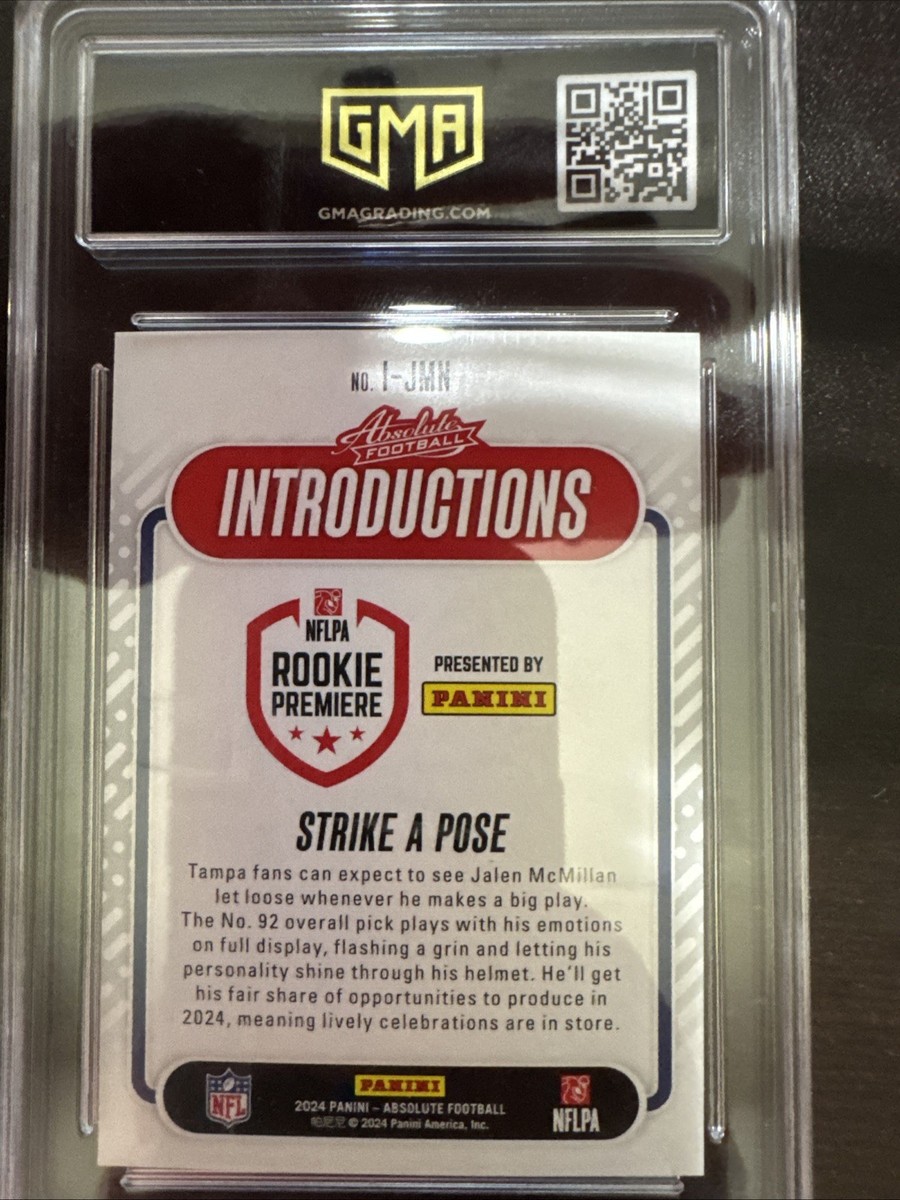 GMA
GMAGRADING.COM
NO. I-JMN
Absolute
FOOTBALL
INTRODUCTIONS
NFLPA
ROOKIE
PREMIERE
PRESENTED BY
PANINI
STRIKE A POSE
Tampa fans can expect to see Jalen McMillan
let loose whenever he makes a big play.
The No. 92 overall pick plays with his emotions
on full display, flashing a grin and letting his
personality shine through his helmet. He'll get
his fair share of opportunities to produce in
2024, meaning lively celebrations are in store.
NFL
PANINI
2024 PANINI – ABSOLUTE FOOTBALL
帕尼尼 © 2024 Panini America, Inc.
NFLPA